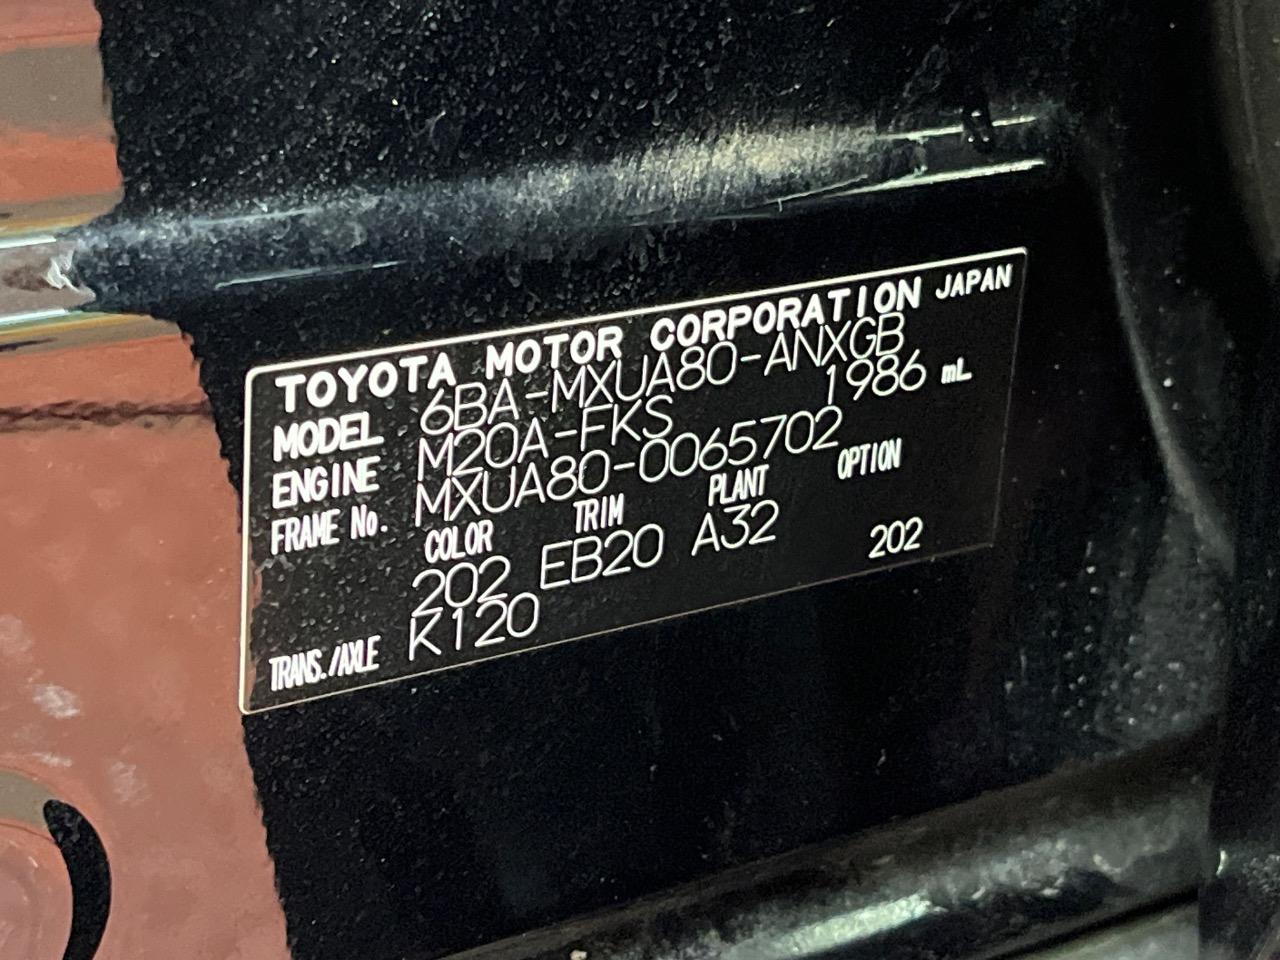 TOYOTA MOTOR CORPORATION JAPAN
MODEL 6BA-MXUA80-ANXGB
ENGINE M20A-FKS 1986 mL
FRAME No. MXUA80-0065702
COLOR TRIM PLANT OPTION
202 EB20 A32 202
TRANS./AXLE K120